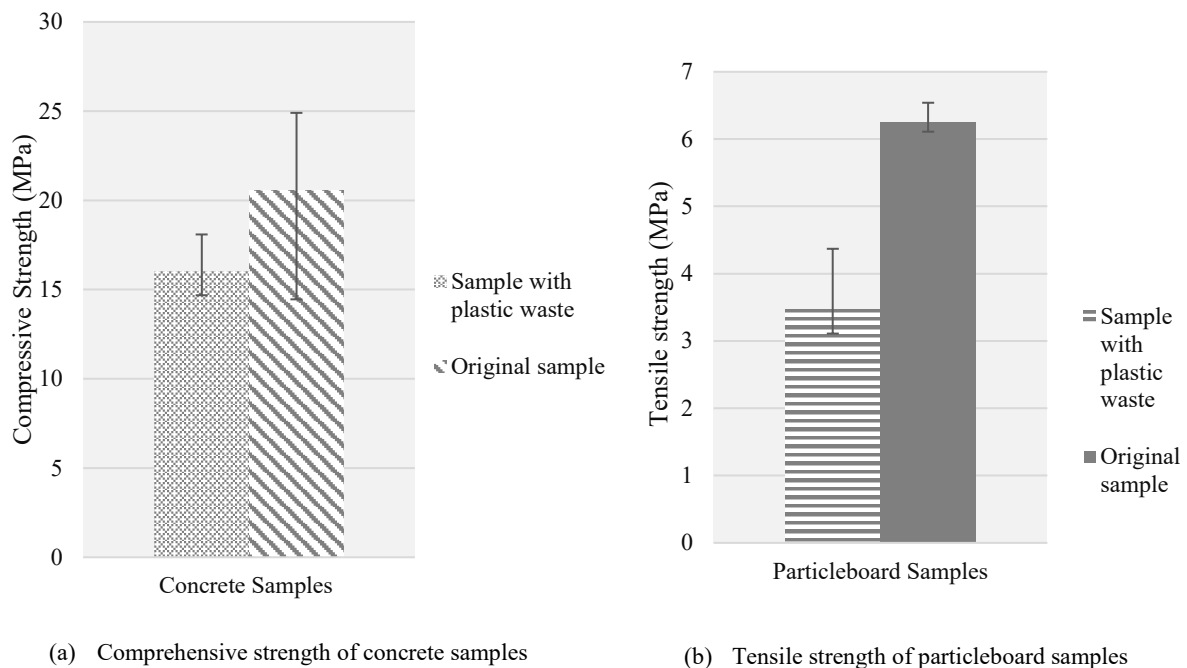 30
25
20
15
10
5
0
Compressive Strength (MPa)
Concrete Samples
Sample with
plastic waste
Original sample
(a) Comprehensive strength of concrete samples
7
6
5
4
3
2
1
0
Tensile strength (MPa)
Particleboard Samples
Sample
with
plastic
waste
Original
sample
(b) Tensile strength of particleboard samples